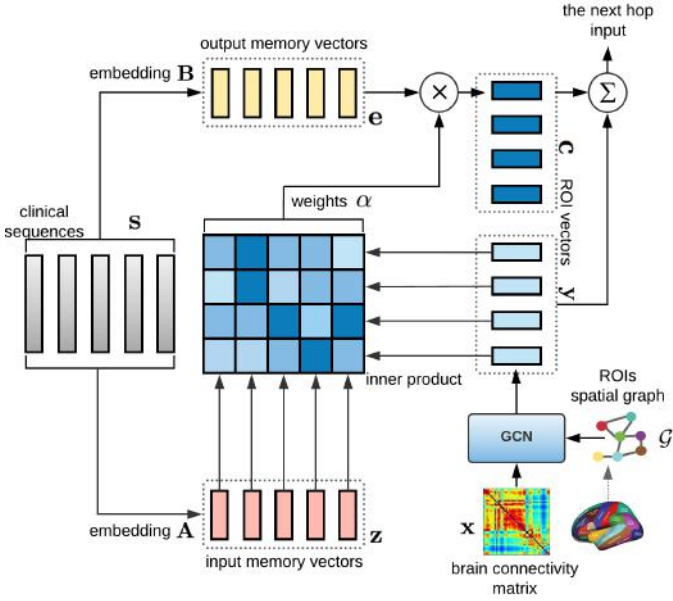 the next hop
input
output memory vectors
embedding B
e
×
Σ
c
ROI vectors
weights α
clinical
sequences
s
y
inner product
ROIs
spatial graph
GCN
G
embedding A
z
input memory vectors
x
brain connectivity
matrix